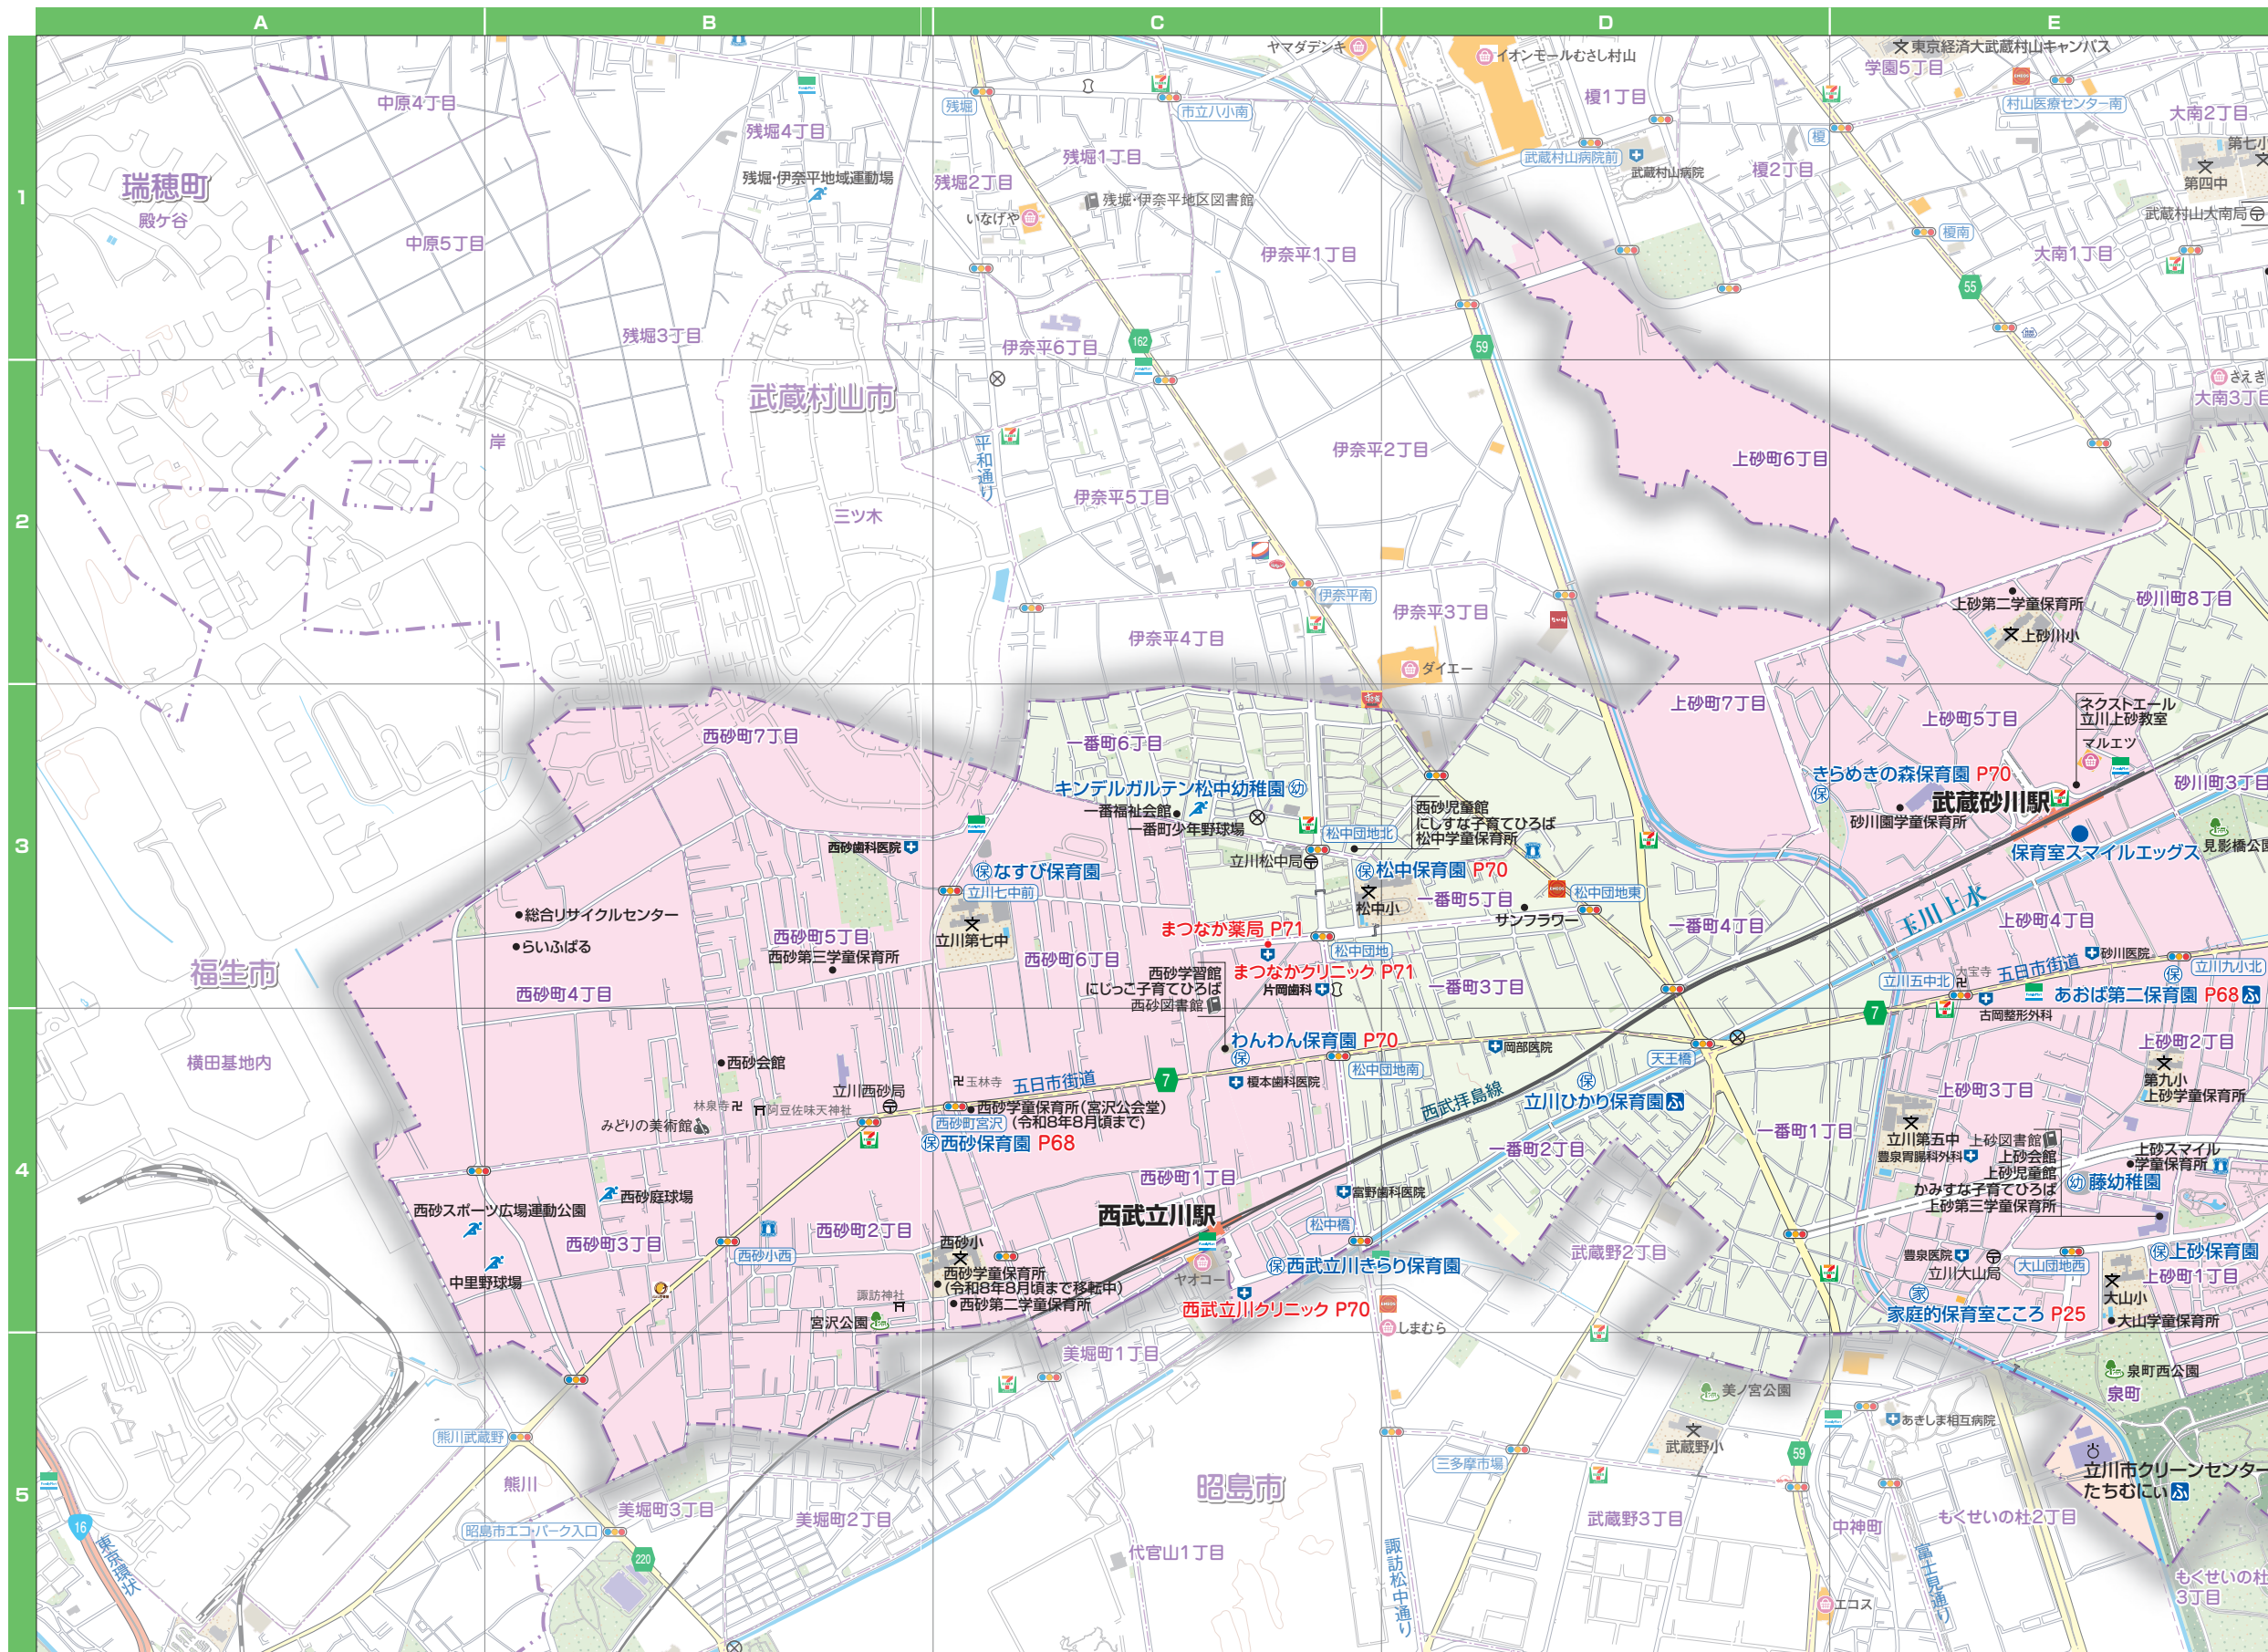 A
B
C
D
E
1
2
3
4
5
瑞穂町
殿ケ谷
中原4丁目
中原5丁目
残堀4丁目
残堀・伊奈平地域運動場
残堀3丁目
武蔵村山市
岸
三ツ木
残堀
市立八小南
残堀1丁目
残堀2丁目
残堀・伊奈平地区図書館
いなげや
伊奈平1丁目
伊奈平6丁目
162
平和通り
伊奈平2丁目
伊奈平5丁目
伊奈平南
伊奈平4丁目
伊奈平3丁目
ダイエー
ヤマダデンキ
イオンモールむさし村山
榎1丁目
武蔵村山病院前
武蔵村山病院
榎2丁目
榎
59
東京経済大武蔵村山キャンパス
学園5丁目
村山医療センター南
大南2丁目
第七小
第四中
武蔵村山大南局
榎南
大南1丁目
55
さえき
大南3丁目
上砂町6丁目
上砂第二学童保育所
上砂川小
砂川町8丁目
上砂町7丁目
上砂町5丁目
ネクストエール
立川上砂教室
マルエツ
砂川町3丁目
きらめきの森保育園 P70
保
武蔵砂川駅
砂川園学童保育所
保育室スマイルエッグス
見影橋公園
玉川上水
上砂町4丁目
砂川医院
立川九小北
立川五中北
大宝寺
五日市街道
保
あおば第二保育園 P68 ふ
古岡整形外科
7
西砂町7丁目
一番町6丁目
キンデルガルテン松中幼稚園 幼
一番福祉会館
一番町少年野球場
立川松中局
松中団地北
西砂児童館
にしすな子育てひろば
松中学童保育所
西砂歯科医院
保 なすび保育園
立川七中前
立川第七中
保 松中保育園 P70
松中小
一番町5丁目
松中団地東
サンフラワー
一番町4丁目
総合リサイクルセンター
らいふぱる
西砂町5丁目
西砂第三学童保育所
西砂町6丁目
まつなか薬局 P71
松中団地
まつなかクリニック P71
西砂学習館
にじっこ子育てひろば
西砂図書館
片岡歯科
一番町3丁目
福生市
西砂町4丁目
横田基地内
西砂会館
わんわん保育園 P70
保
岡部医院
天王橋
榎本歯科医院
松中団地南
五日市街道
7
玉林寺
立川西砂局
林泉寺
阿豆佐味天神社
みどりの美術館
西砂学童保育所(宮沢公会堂)
(令和8年8月頃まで)
西砂町宮沢
保 西砂保育園 P68
西武拝島線
保
立川ひかり保育園 ふ
一番町2丁目
一番町1丁目
上砂町2丁目
第九小
上砂学童保育所
上砂町3丁目
立川第五中
豊泉胃腸科外科
上砂図書館
上砂会館
上砂児童館
かみすな子育てひろば
上砂第三学童保育所
上砂スマイル
学童保育所
幼 藤幼稚園
西砂町1丁目
富野歯科医院
松中橋
西武立川駅
西砂スポーツ広場運動公園
西砂庭球場
西砂町3丁目
西砂小西
西砂町2丁目
中里野球場
西砂小
西砂学童保育所
(令和8年8月頃まで移転中)
西砂第二学童保育所
諏訪神社
宮沢公園
ヤオコー
保 西武立川きらり保育園
西武立川クリニック P70
しまむら
武蔵野2丁目
豊泉医院
立川大山局
大山団地西
保 上砂保育園
上砂町1丁目
大山小
大山学童保育所
家
家庭的保育室こころ P25
泉町西公園
泉町
美堀町1丁目
美ノ宮公園
武蔵野小
あきしま相互病院
59
三多摩市場
熊川武蔵野
熊川
美堀町3丁目
昭島市エコ・パーク入口
220
美堀町2丁目
昭島市
代官山1丁目
諏訪松中通り
武蔵野3丁目
中神町
もくせいの杜2丁目
富士見通り
エコス
立川市クリーンセンター
たちむにぃ ふ
もくせいの杜
3丁目
16
東京環状